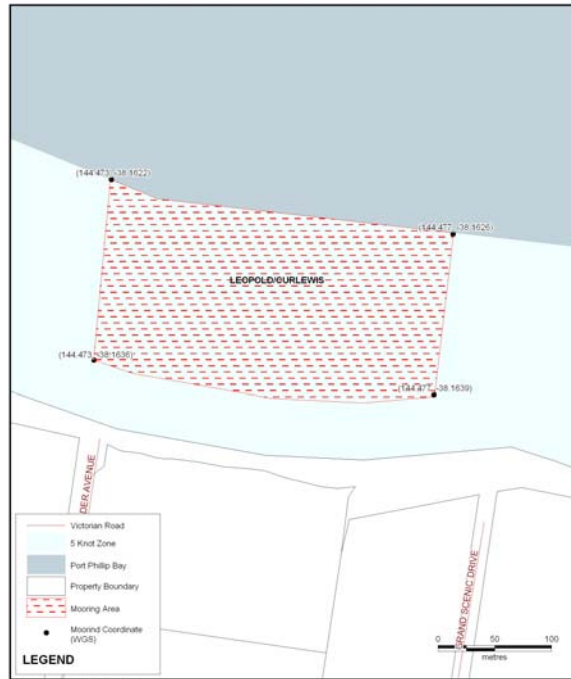 (144.473, -38.1622)
(144.477, -38.1626)
LEOPOLD/CURLEWIS
(144.473, -38.1636)
(144.477, -38.1639)
DER AVENUE
GRAND SCENIC DRIVE
Victorian Road
5 Knot Zone
Port Phillip Bay
Property Boundary
Mooring Area
Moorind Coordinate
(WGS)
LEGEND
0 50 100
metres